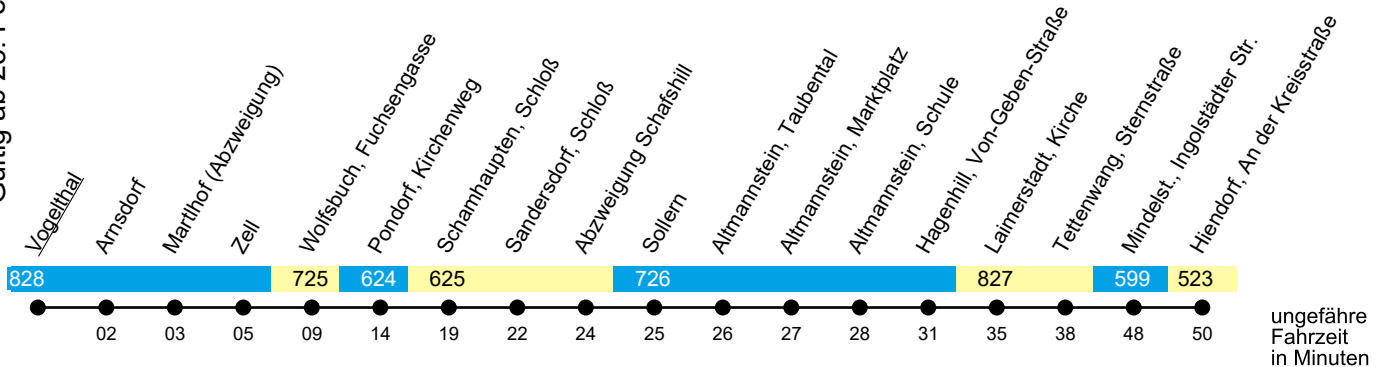 Vogelthal
Arnsdorf
Martlhof (Abzweigung)
Zell
Wolfsbuch, Fuchsengasse
Pondorf, Kirchenweg
Schamhaupten, Schloß
Sandersdorf, Schloß
Abzweigung Schafshill
Sollern
Altmannstein, Taubental
Altmannstein, Marktplatz
Altmannstein, Schule
Hagenhill, Von-Geben-Straße
Laimerstadt, Kirche
Tettenwang, Sternstraße
Mindelst., Ingolstädter Str.
Hiendorf, An der Kreisstraße
828 725 624 625 726 827 599 523
02 03 05 09 14 19 22 24 25 26 27 28 31 35 38 48 50
ungefähre
Fahrzeit
in Minuten